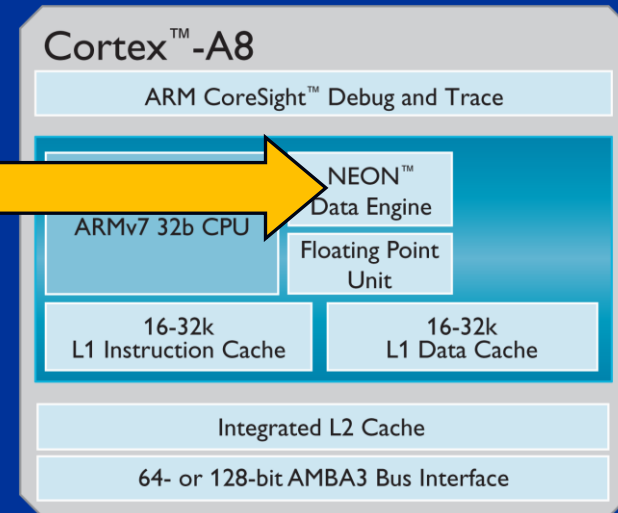 Cortex™-A8
ARM CoreSight™ Debug and Trace
NEON™
Data Engine
ARMv7 32b CPU
Floating Point
Unit
16-32k
L1 Instruction Cache
16-32k
L1 Data Cache
Integrated L2 Cache
64- or 128-bit AMBA3 Bus Interface